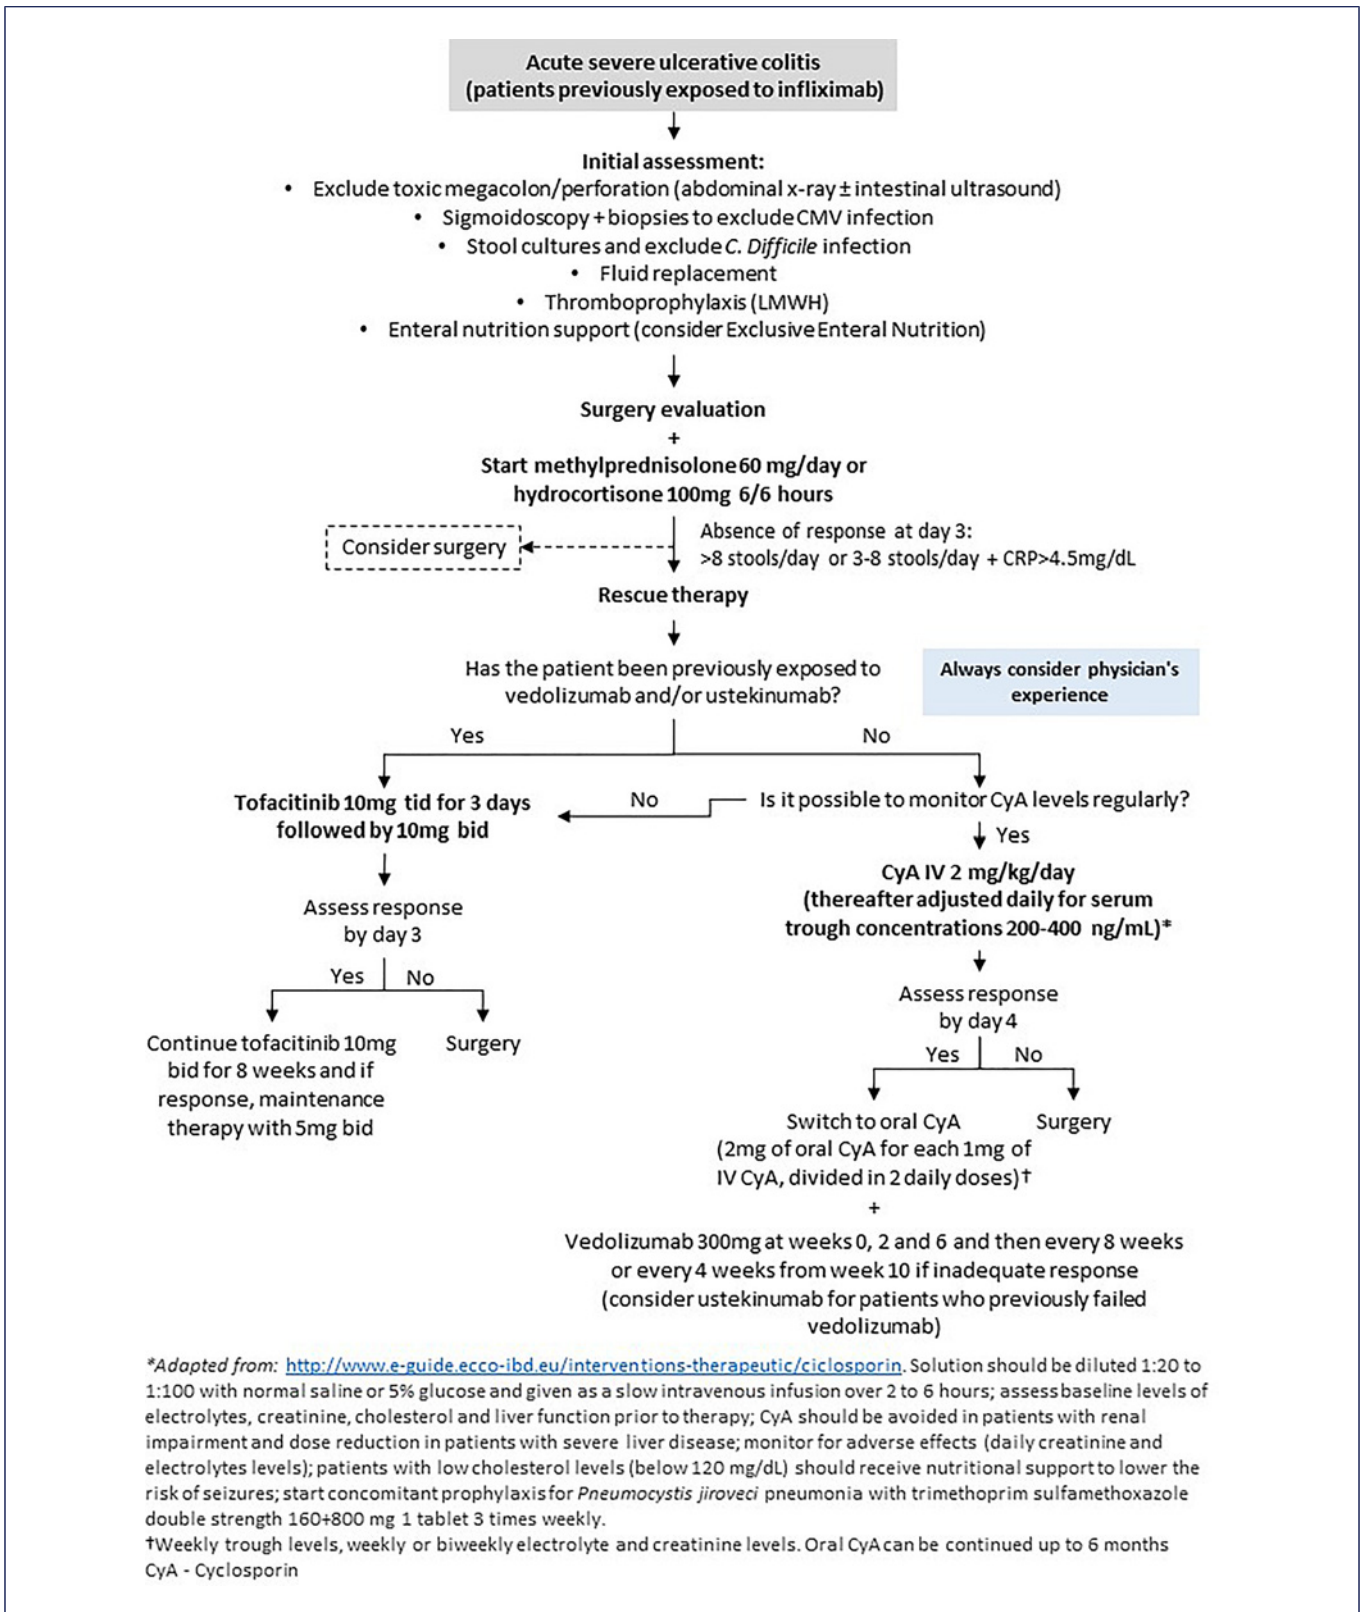 Acute severe ulcerative colitis
(patients previously exposed to infliximab)
Initial assessment:
• Exclude toxic megacolon/perforation (abdominal x-ray ± intestinal ultrasound)
• Sigmoidoscopy + biopsies to exclude CMV infection
• Stool cultures and exclude C. Difficile infection
• Fluid replacement
• Thromboprophylaxis (LMWH)
• Enteral nutrition support (consider Exclusive Enteral Nutrition)
Surgery evaluation
+
Start methylprednisolone 60 mg/day or
hydrocortisone 100mg 6/6 hours
Consider surgery
Absence of response at day 3:
>8 stools/day or 3-8 stools/day + CRP>4.5mg/dL
Rescue therapy
Has the patient been previously exposed to
vedolizumab and/or ustekinumab?
Always consider physician's
experience
Yes
No
Tofacitinib 10mg tid for 3 days
followed by 10mg bid
No
Is it possible to monitor CyA levels regularly?
Yes
CyA IV 2 mg/kg/day
(thereafter adjusted daily for serum
trough concentrations 200-400 ng/mL)*
Assess response
by day 3
Yes
No
Assess response
by day 4
Continue tofacitinib 10mg
bid for 8 weeks and if
response, maintenance
therapy with 5mg bid
Surgery
Yes
No
Switch to oral CyA
(2mg of oral CyA for each 1mg of
IV CyA, divided in 2 daily doses)†
Surgery
+
Vedolizumab 300mg at weeks 0, 2 and 6 and then every 8 weeks
or every 4 weeks from week 10 if inadequate response
(consider ustekinumab for patients who previously failed
vedolizumab)
*Adapted from: http://www.e-guide.ecco-ibd.eu/interventions-therapeutic/ciclosporin. Solution should be diluted 1:20 to
1:100 with normal saline or 5% glucose and given as a slow intravenous infusion over 2 to 6 hours; assess baseline levels of
electrolytes, creatinine, cholesterol and liver function prior to therapy; CyA should be avoided in patients with renal
impairment and dose reduction in patients with severe liver disease; monitor for adverse effects (daily creatinine and
electrolytes levels); patients with low cholesterol levels (below 120 mg/dL) should receive nutritional support to lower the
risk of seizures; start concomitant prophylaxis for Pneumocystis jiroveci pneumonia with trimethoprim sulfamethoxazole
double strength 160+800 mg 1 tablet 3 times weekly.
†Weekly trough levels, weekly or biweekly electrolyte and creatinine levels. Oral CyA can be continued up to 6 months
CyA - Cyclosporin